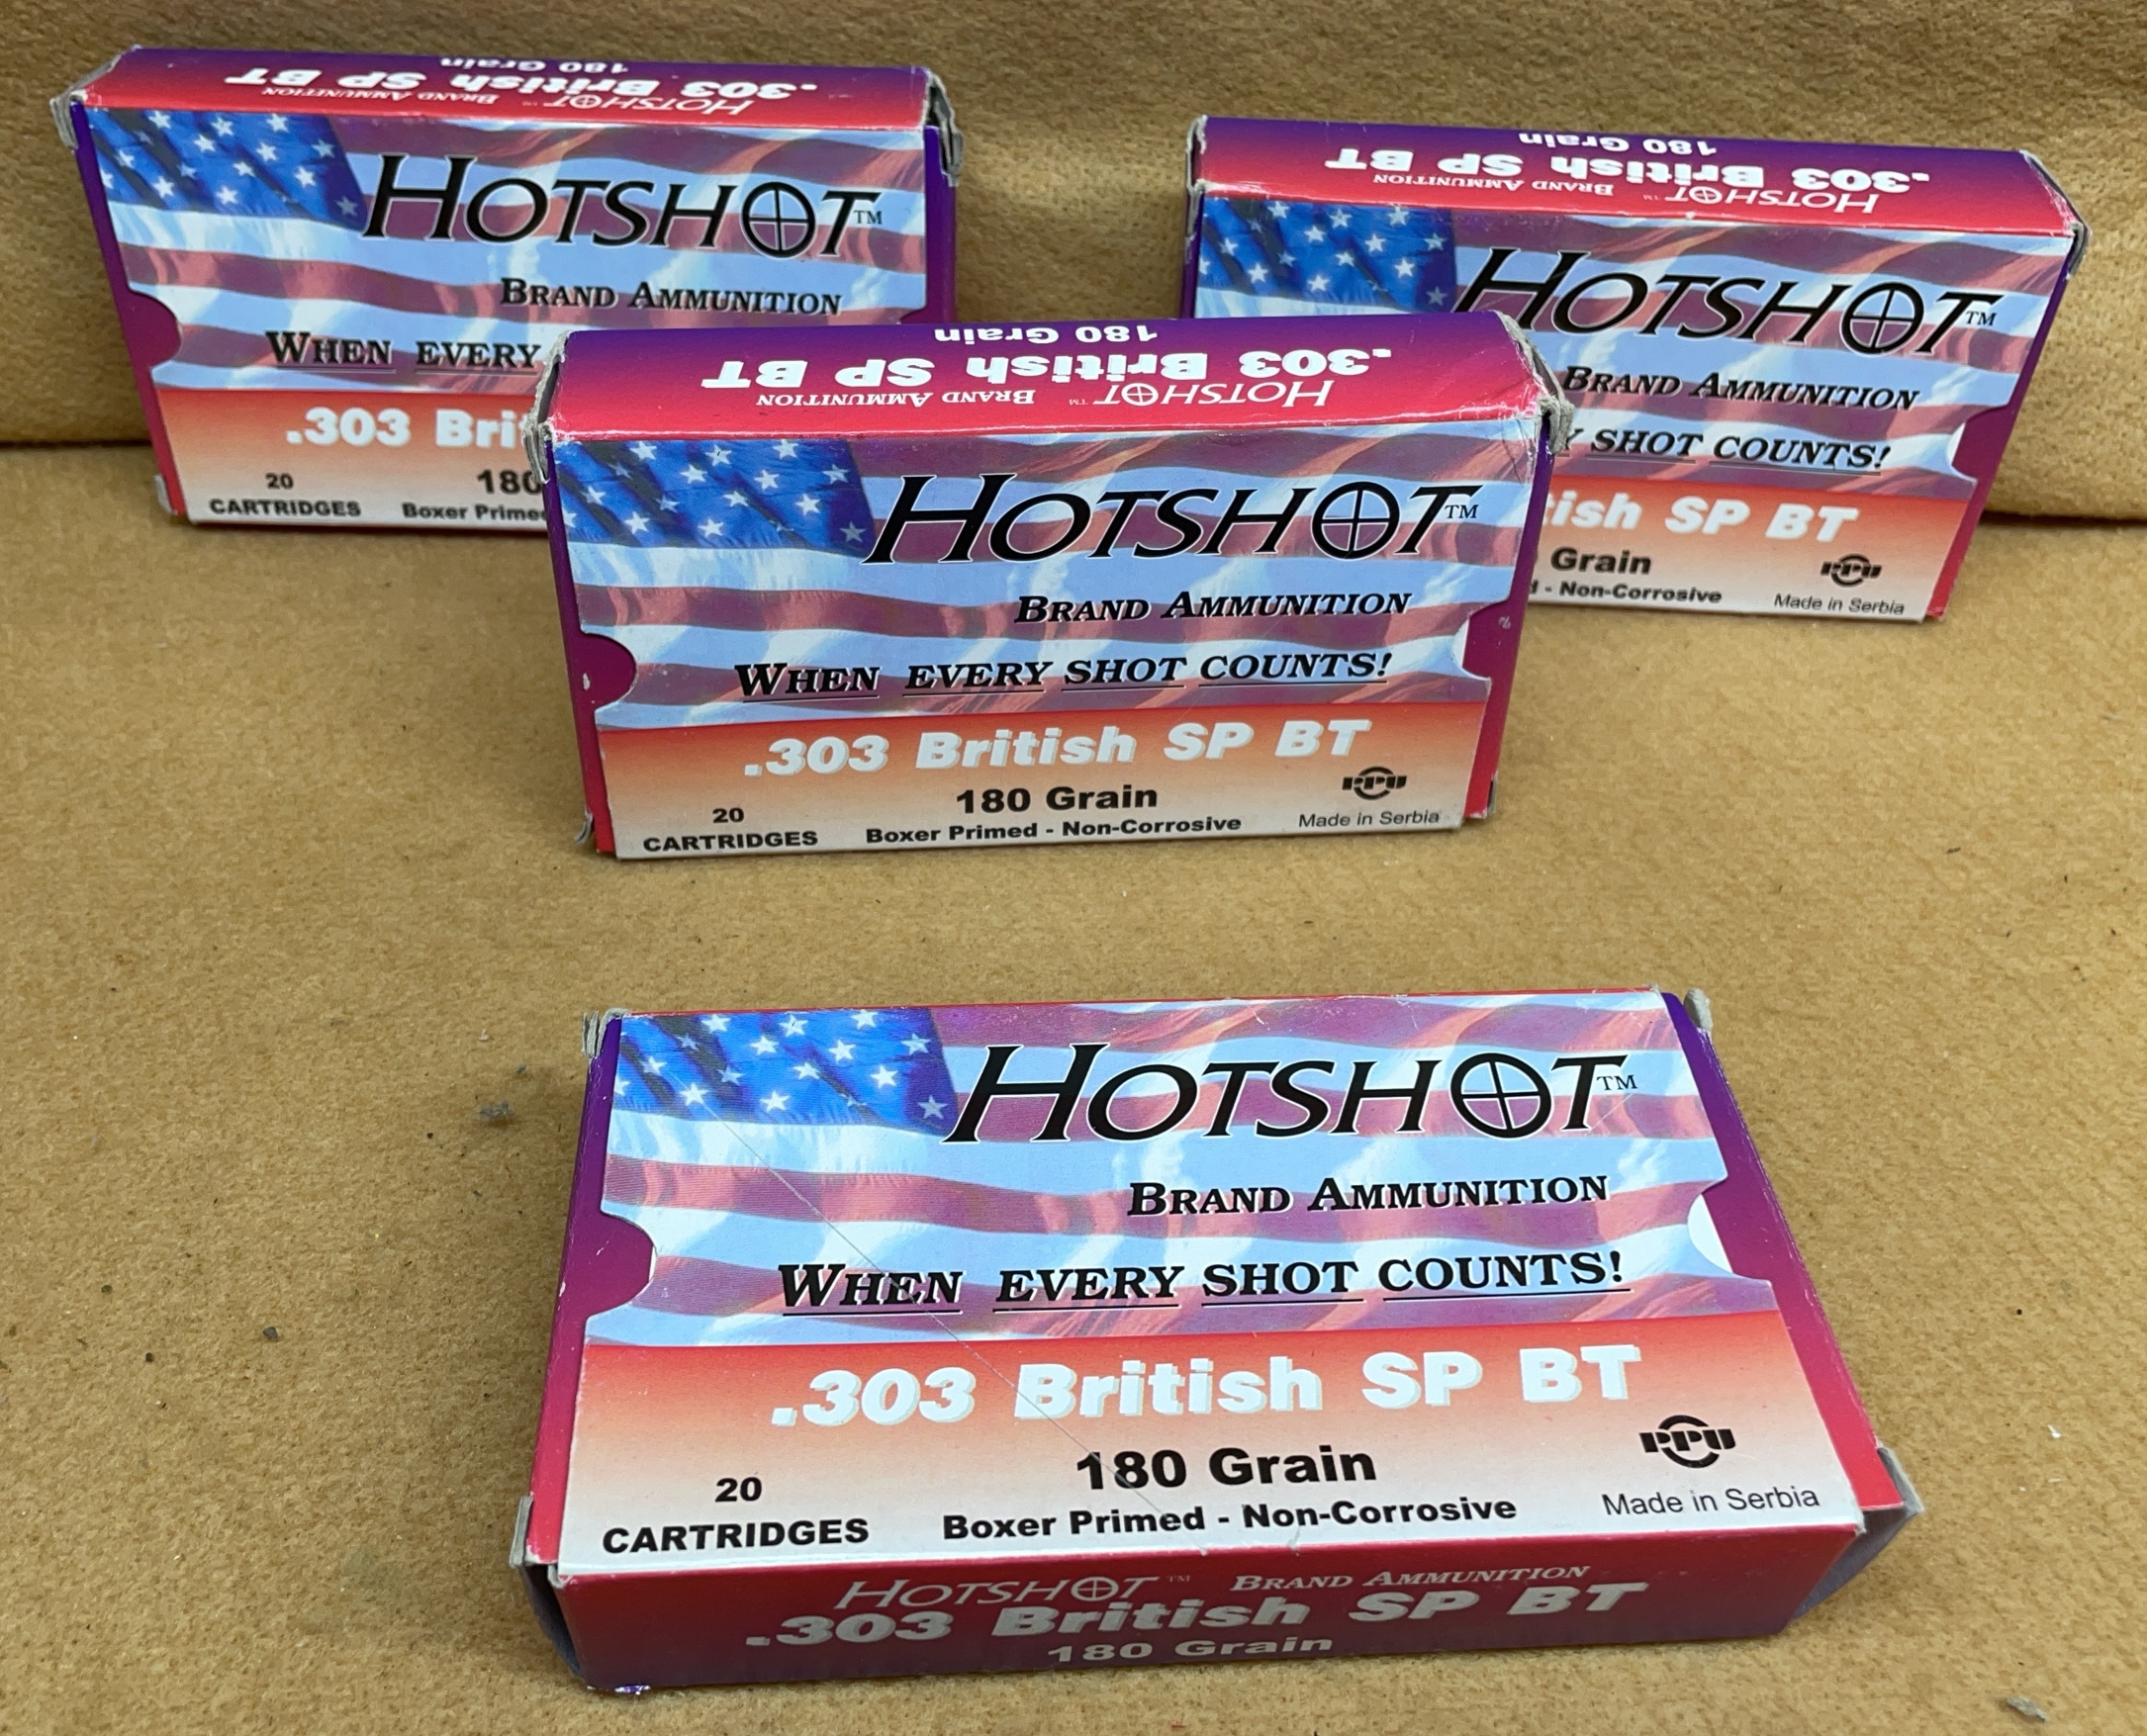 HOTSHOT™ BRAND AMMUNITION
.303 British SP BT
180 Grain
HOTSHOT™
BRAND AMMUNITION
WHEN EVERY
.303
20
CARTRIDGES
180
Boxer
HOTSHOT™ BRAND AMMUNITION
.303 British SP BT
180 Grain
HOTSHOT™
BRAND AMMUNITION
SHOT COUNTS!
SP BT
Grain
- Non-Corrosive
PPU
Made in Serbia
HOTSHOT™ BRAND AMMUNITION
.303 British SP BT
180 Grain
HOTSHOT™
BRAND AMMUNITION
WHEN EVERY SHOT COUNTS!
.303 British SP BT
180 Grain
20
CARTRIDGES
Boxer Primed - Non-Corrosive
PPU
Made in Serbia
HOTSHOT™
BRAND AMMUNITION
WHEN EVERY SHOT COUNTS!
.303 British SP BT
180 Grain
20
CARTRIDGES
Boxer Primed - Non-Corrosive
PPU
Made in Serbia
HOTSHOT™ BRAND AMMUNITION
.303 British SP BT
180 Grain